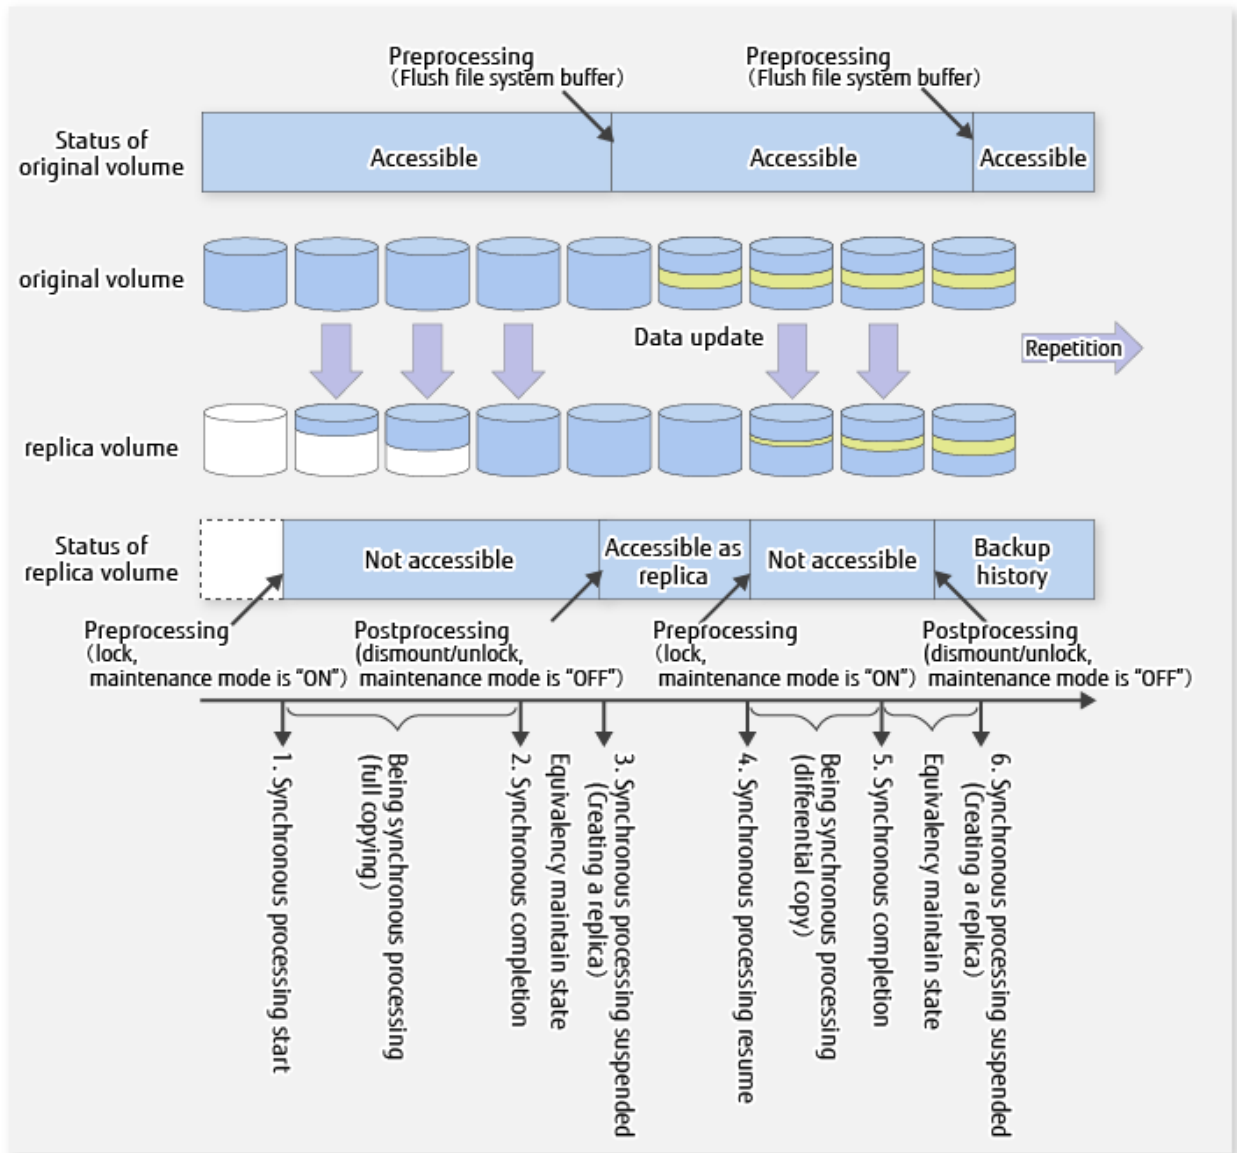 Preprocessing
(Flush file system buffer)
Preprocessing
(Flush file system buffer)
Status of
original volume
Accessible
Accessible
Accessible
original volume
Data update
Repetition
replica volume
Status of
replica volume
Not accessible
Accessible as
replica
Not accessible
Backup
history
Preprocessing
(lock,
maintenance mode is “ON”)
Postprocessing
(dismount/unlock,
maintenance mode is “OFF”)
Preprocessing
(lock,
maintenance mode is “ON”)
Postprocessing
(dismount/unlock,
maintenance mode is “OFF”)
1. Synchronous processing start
Being synchronous processing
(full copying)
2. Synchronous completion
Equivalency maintain state
3. Synchronous processing suspended
(Creating a replica)
4. Synchronous processing resume
Being synchronous processing
(differential copy)
5. Synchronous completion
Equivalency maintain state
6. Synchronous processing suspended
(Creating a replica)